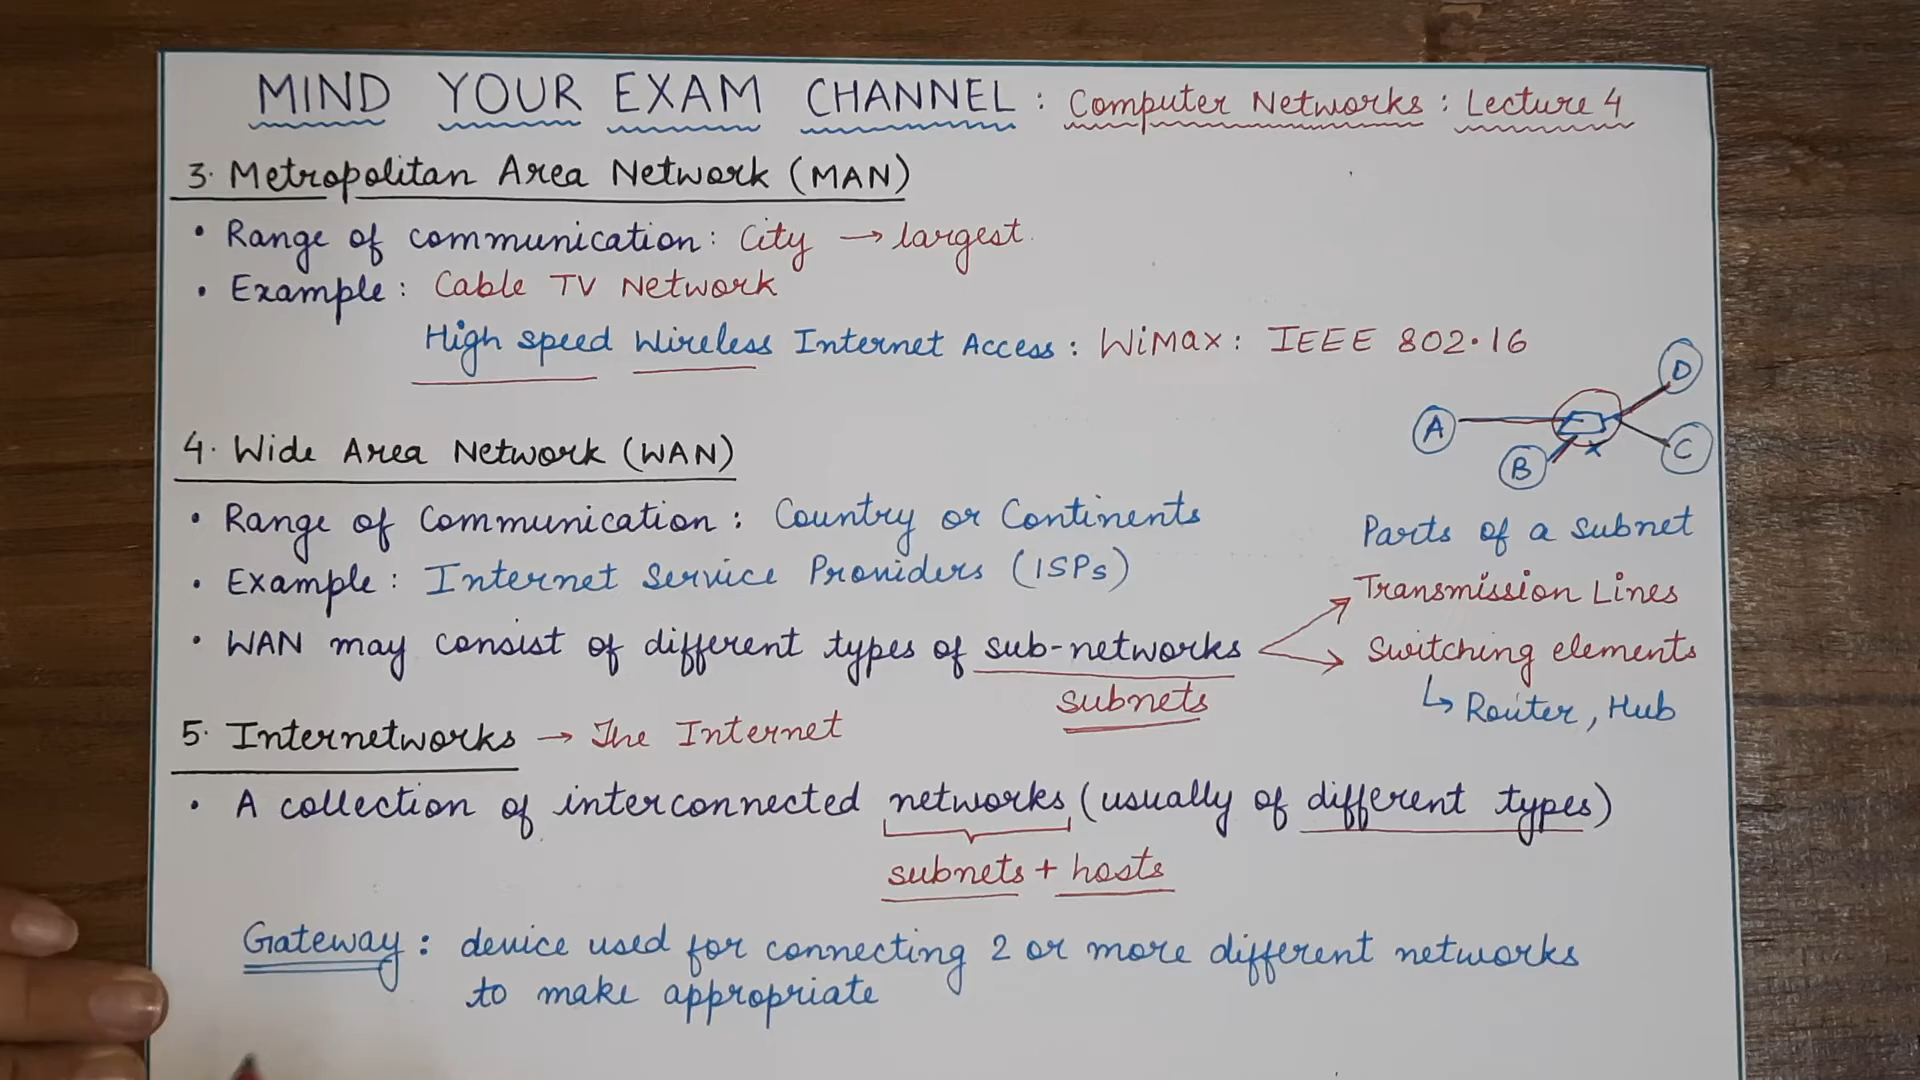 MIND YOUR EXAM CHANNEL : Computer Networks : Lecture 4
3. Metropolitan Area Network (MAN)
• Range of communication: City → largest
• Example: Cable TV Network
High speed Wireless Internet Access: WiMax: IEEE 802.16
A
B
D
C
x
4. Wide Area Network (WAN)
• Range of Communication: Country or Continents
• Example: Internet Service Providers (ISPs)
• WAN may consist of different types of sub-networks
subnets
Parts of a subnet
Transmission Lines
Switching elements
↳ Router, Hub
5. Internetworks → The Internet
• A collection of interconnected networks (usually of different types)
subnets + hosts
Gateway: device used for connecting 2 or more different networks
to make appropriate